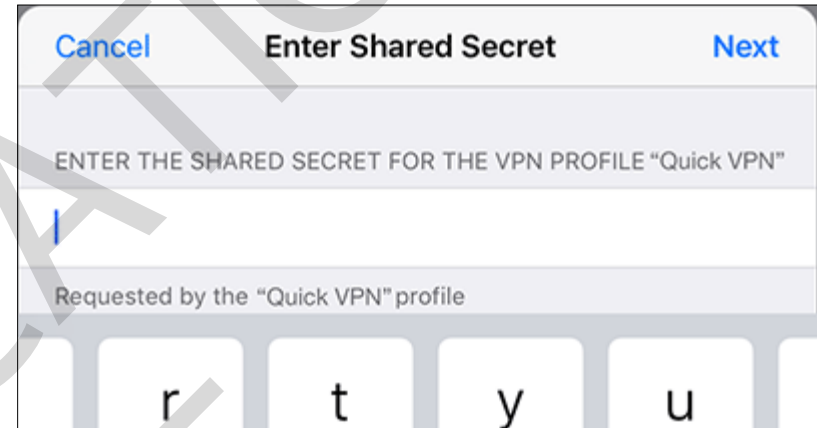 Cancel Enter Shared Secret Next
ENTER THE SHARED SECRET FOR THE VPN PROFILE “Quick VPN”
Requested by the “Quick VPN” profile
r t y u